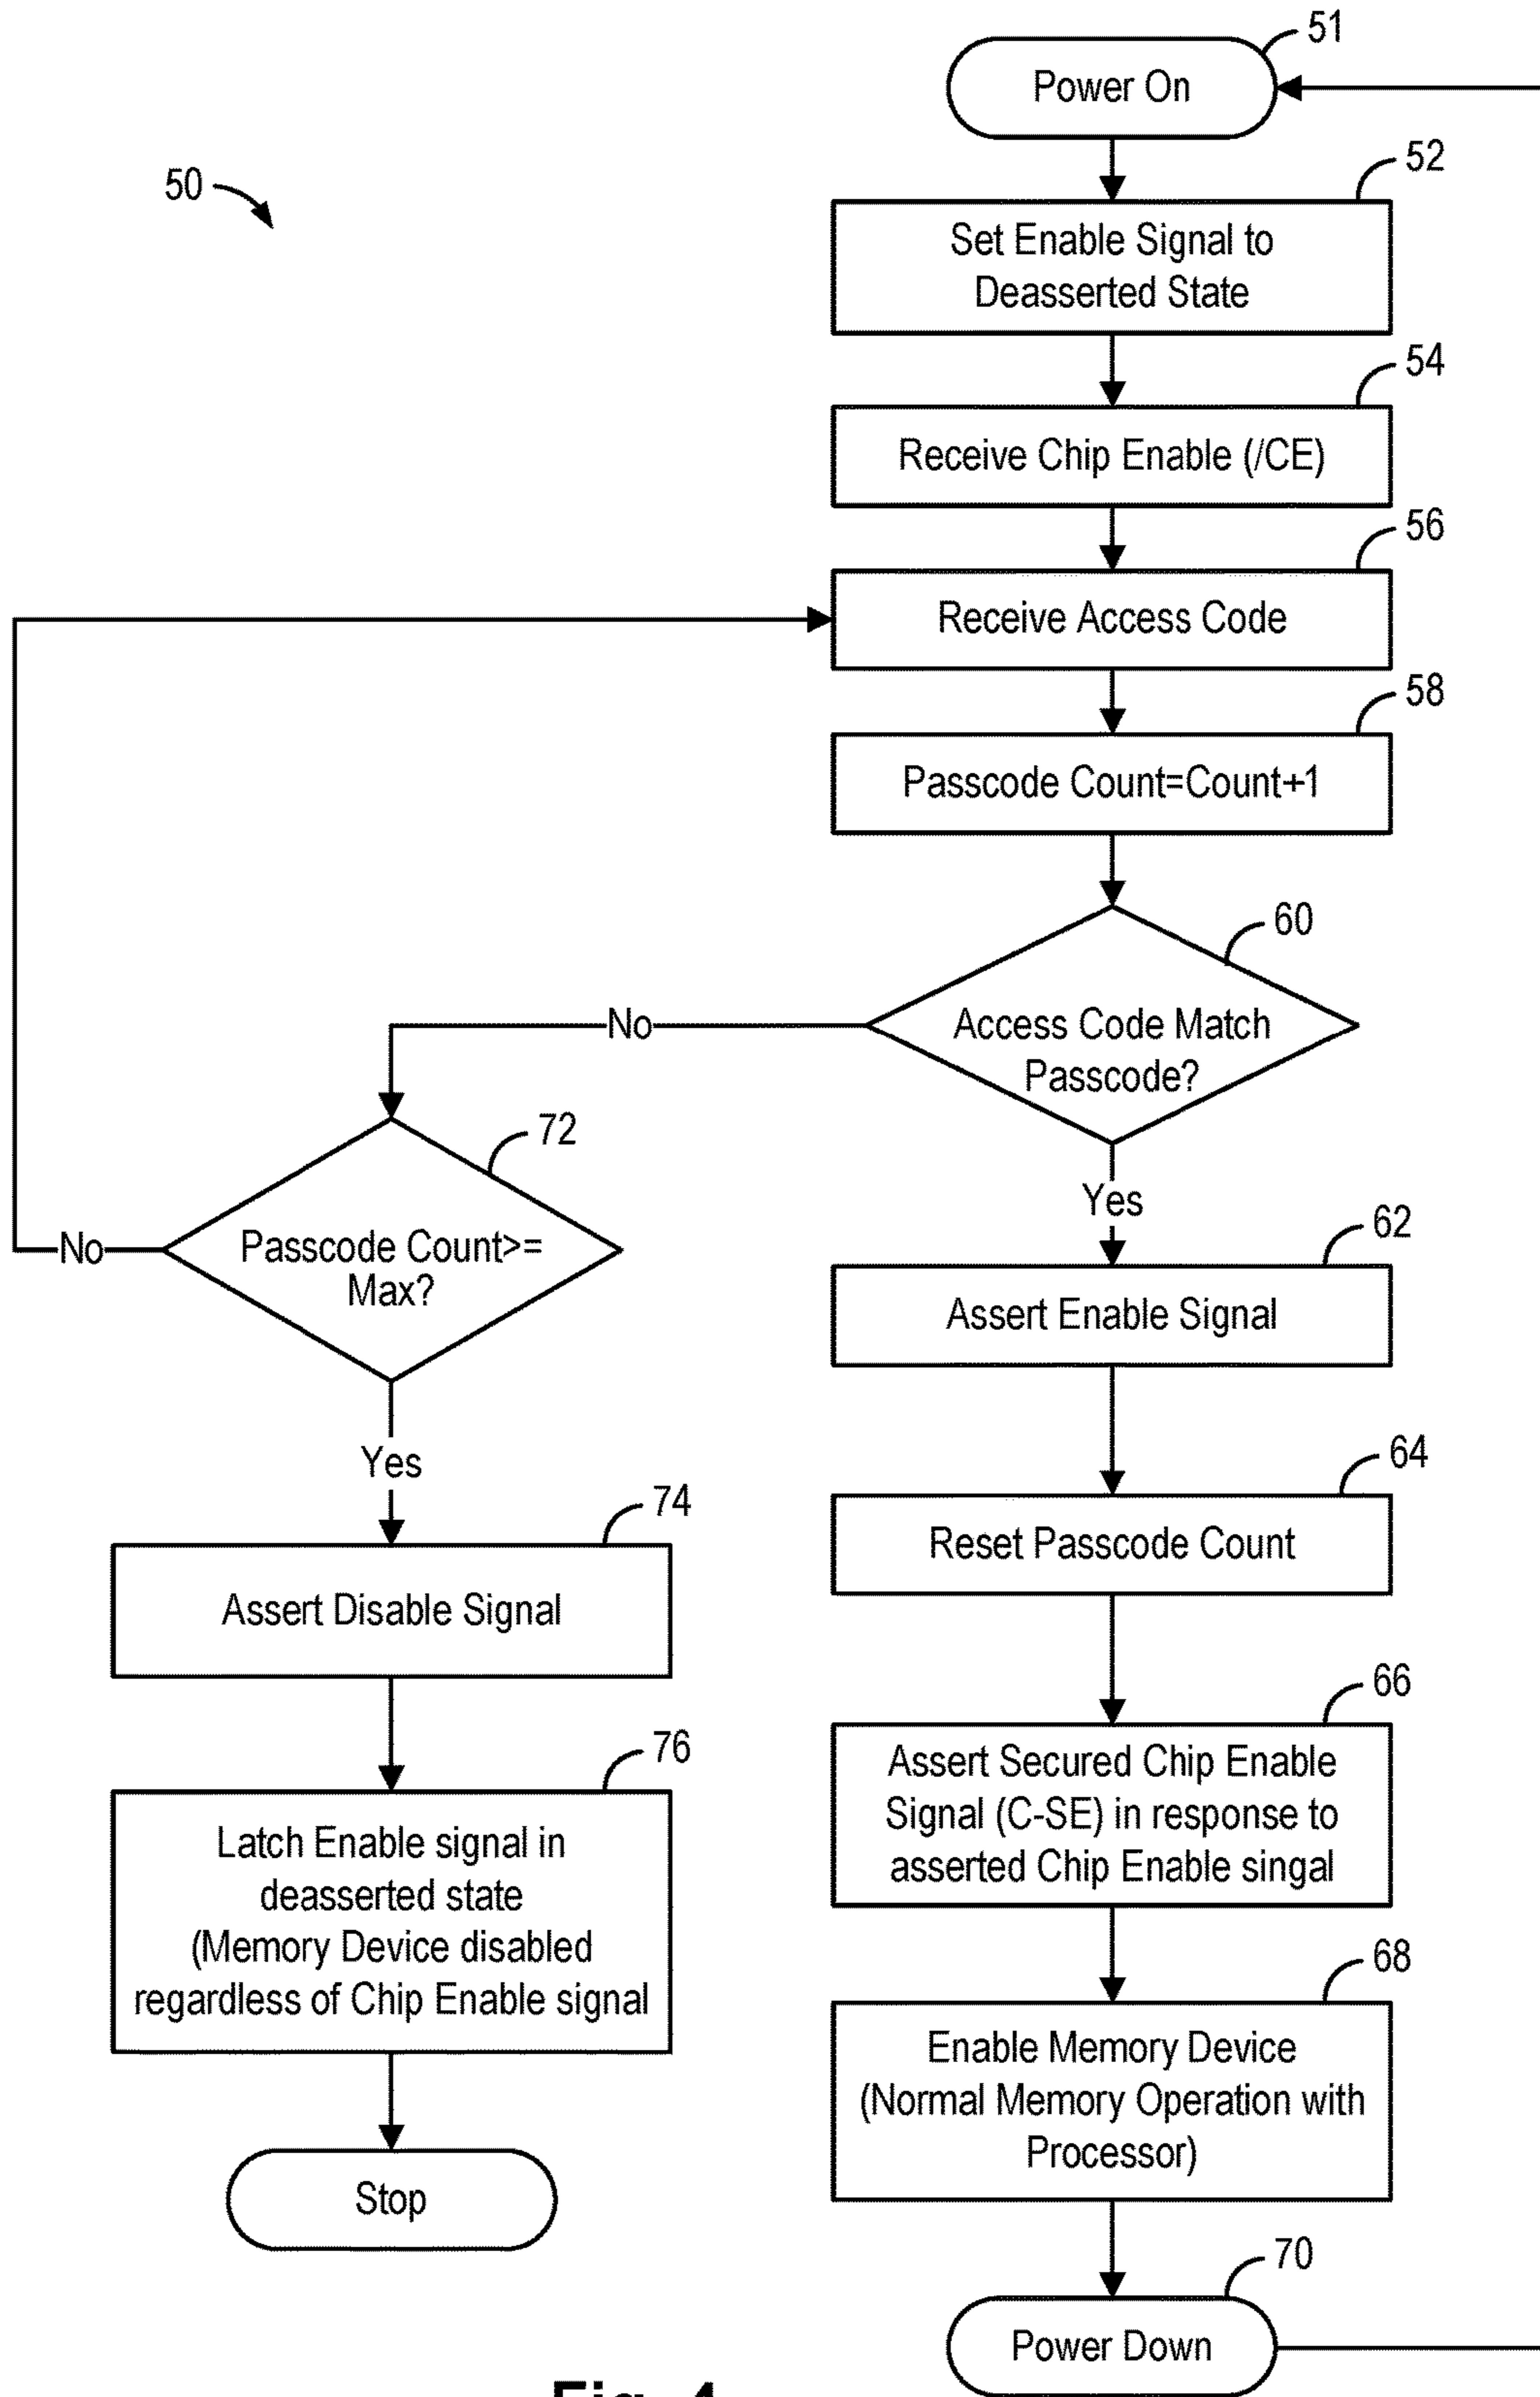 51
Power On
52
50
Set Enable Signal to
Deasserted State
54
Receive Chip Enable (/CE)
56
Receive Access Code
58
Passcode Count=Count+1
60
No
Access Code Match
Passcode?
72
Yes
62
No
Passcode Count>=
Max?
Assert Enable Signal
Yes
64
74
Reset Passcode Count
Assert Disable Signal
66
76
Assert Secured Chip Enable
Signal (C-SE) in response to
asserted Chip Enable singal
Latch Enable signal in
deasserted state
(Memory Device disabled
regardless of Chip Enable signal
68
Enable Memory Device
(Normal Memory Operation with
Processor)
Stop
70
Power Down